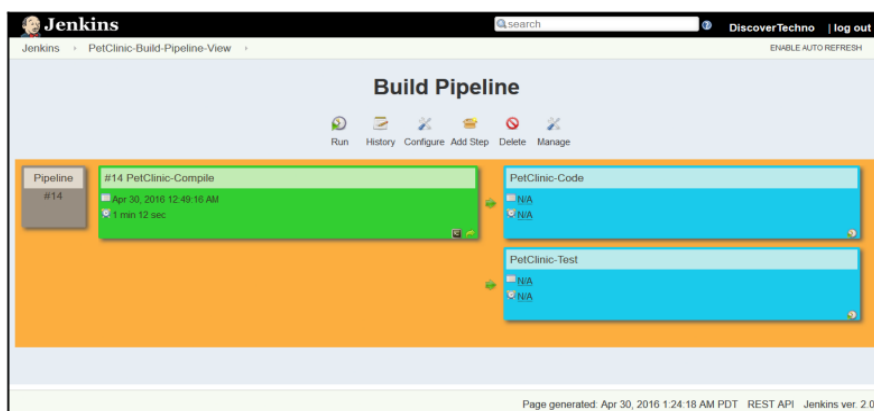 Jenkins
search
DiscoverTechno | log out
Jenkins PetClinic-Build-Pipeline-View
ENABLE AUTO REFRESH
Build Pipeline
Run History Configure Add Step Delete Manage
Pipeline
#14
#14 PetClinic-Compile
Apr 30, 2016 12:49:16 AM
1 min 12 sec
PetClinic-Code
N/A
N/A
PetClinic-Test
N/A
N/A
Page generated: Apr 30, 2016 1:24:18 AM PDT REST API Jenkins ver. 2.0